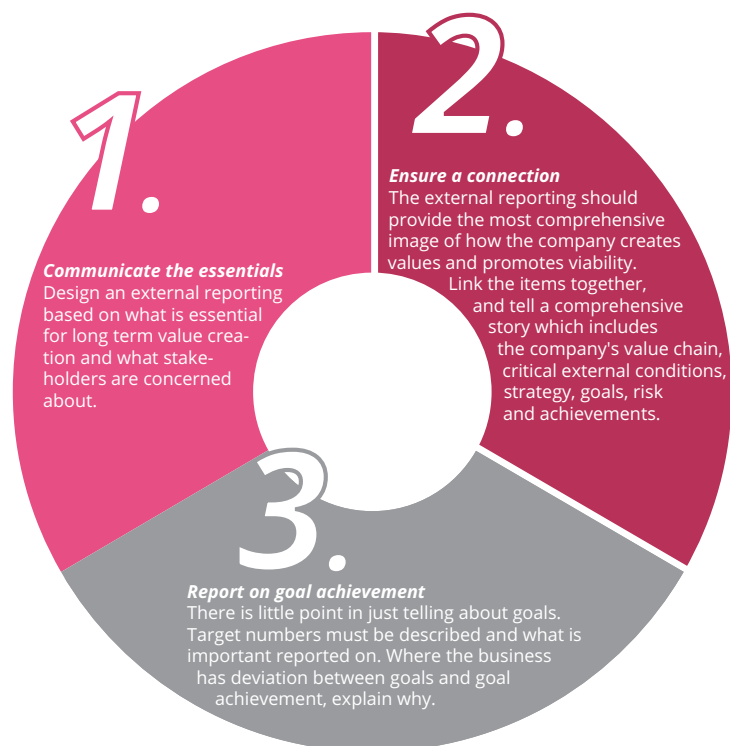 1.
Communicate the essentials
Design an external reporting
based on what is essential
for long term value crea-
tion and what stake-
holders are concerned
about.
2.
Ensure a connection
The external reporting should
provide the most comprehensive
image of how the company creates
values and promotes viability.
Link the items together,
and tell a comprehensive
story which includes
the company's value chain,
critical external conditions,
strategy, goals, risk
and achievements.
3.
Report on goal achievement
There is little point in just telling about goals.
Target numbers must be described and what is
important reported on. Where the business
has deviation between goals and goal
achievement, explain why.